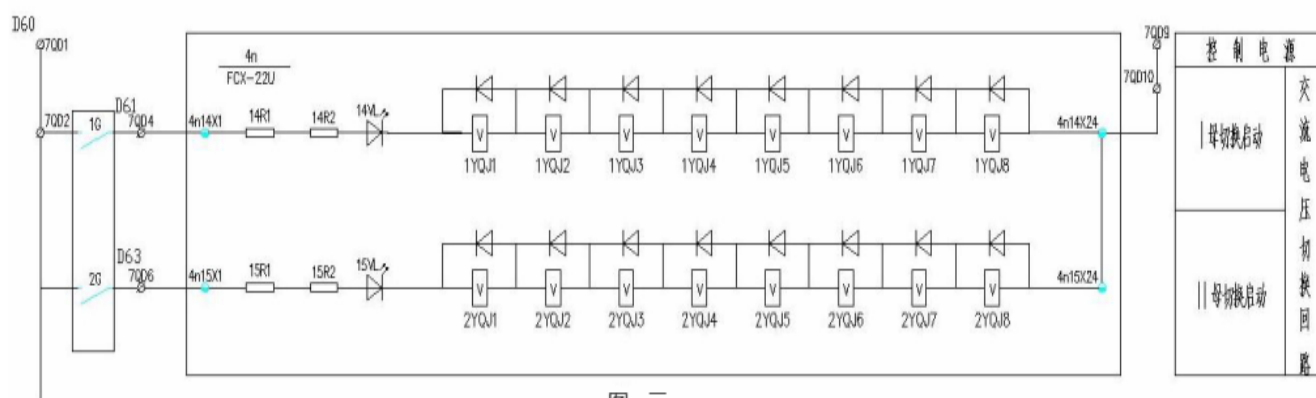 D60
7QD1
7QD9
4n
FCX-22U
7QD10
控制电源
D61
7QD2
1G
7QD4
4n14X1
14R1
14R2
14VL
V V V V V V V V
4n14X24
1YQJ1 1YQJ2 1YQJ3 1YQJ4 1YQJ5 1YQJ6 1YQJ7 1YQJ8
I母切换启动
交流电压切换回路
D63
2G
7QD6
4n15X1
15R1
15R2
15VL
V V V V V V V V
4n15X24
2YQJ1 2YQJ2 2YQJ3 2YQJ4 2YQJ5 2YQJ6 2YQJ7 2YQJ8
II母切换启动